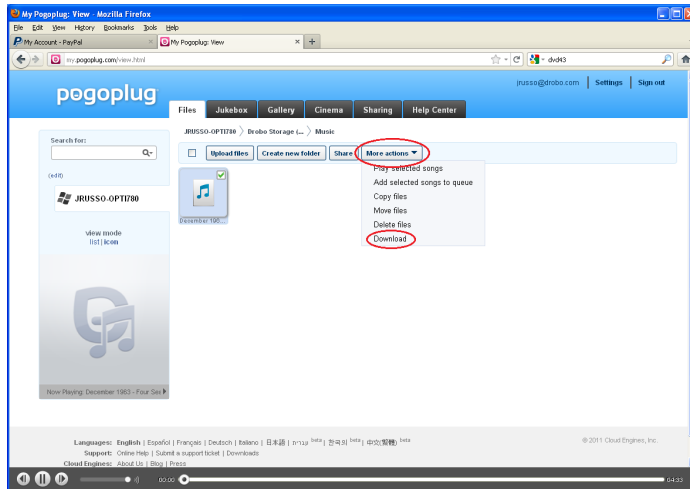 My Pogoplug: View - Mozilla Firefox
File Edit View History Bookmarks Tools Help
My Account - PayPal
My Pogoplug: View
my.pogoplug.com/view.html
dvd43
jrusso@drobo.com Settings Sign out
pogoplug
Files Jukebox Gallery Cinema Sharing Help Center
JRUSSO-OPTI780 Drobo Storage (... Music
Search for:
Upload files Create new folder Share More actions
Play selected songs
(edit)
Add selected songs to queue
JRUSSO-OPTI780
Copy files
Move files
December 196...
Delete files
view mode
Download
list | icon
Now Playing: December 1963 - Four Sea
Languages: English | Español | Français | Deutsch | Italiano | 日本語 | עברית beta | 한국의 beta | 中文(繁體) beta
© 2011 Cloud Engines, Inc.
Support: Online Help | Submit a support ticket | Downloads
Cloud Engines: About Us | Blog | Press
00:00
04:33